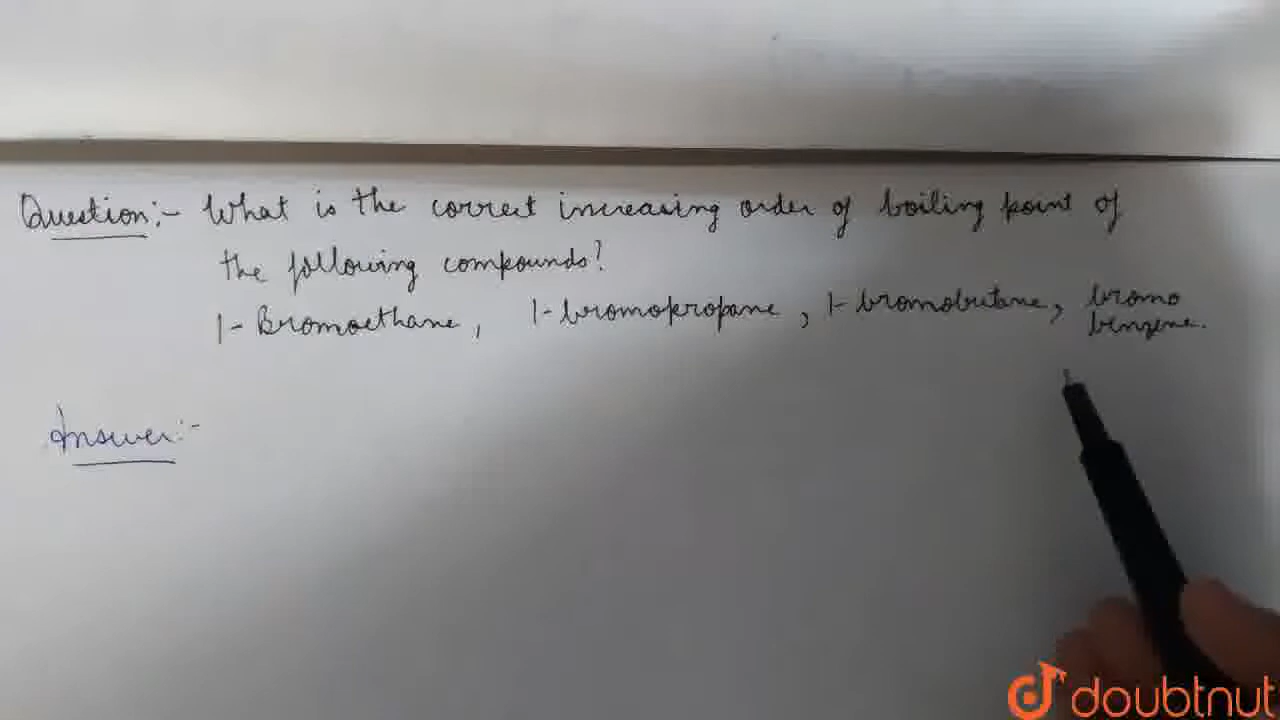 Question:- What is the correct increasing order of boiling point of
the following compounds?
1- Bromoethane, 1-bromopropane, 1-bromobutane, bromo
benzene.
Answer:-
doubtnut